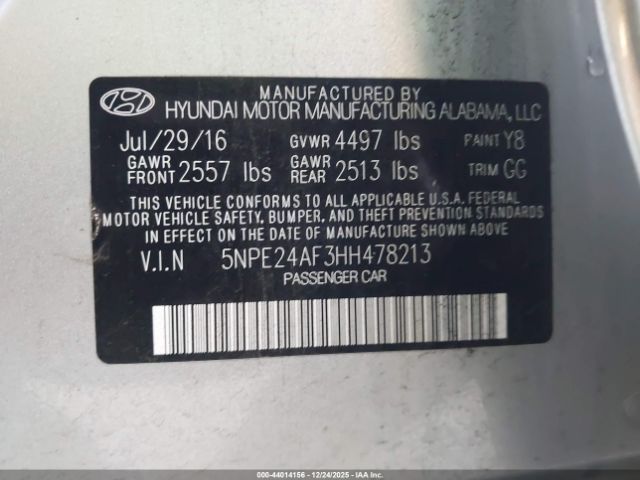 MANUFACTURED BY
HYUNDAI MOTOR MANUFACTURING ALABAMA, LLC
Jul/29/16 GVWR 4497 lbs PAINT Y8
GAWR FRONT 2557 lbs GAWR REAR 2513 lbs TRIM GG
THIS VEHICLE CONFORMS TO ALL APPLICABLE U.S.A. FEDERAL
MOTOR VEHICLE SAFETY, BUMPER, AND THEFT PREVENTION STANDARDS
IN EFFECT ON THE DATE OF MANUFACTURE SHOWN ABOVE.
V.I.N 5NPE24AF3HH478213
PASSENGER CAR
000-44014156 • 12/24/2025 • IAA, Inc.